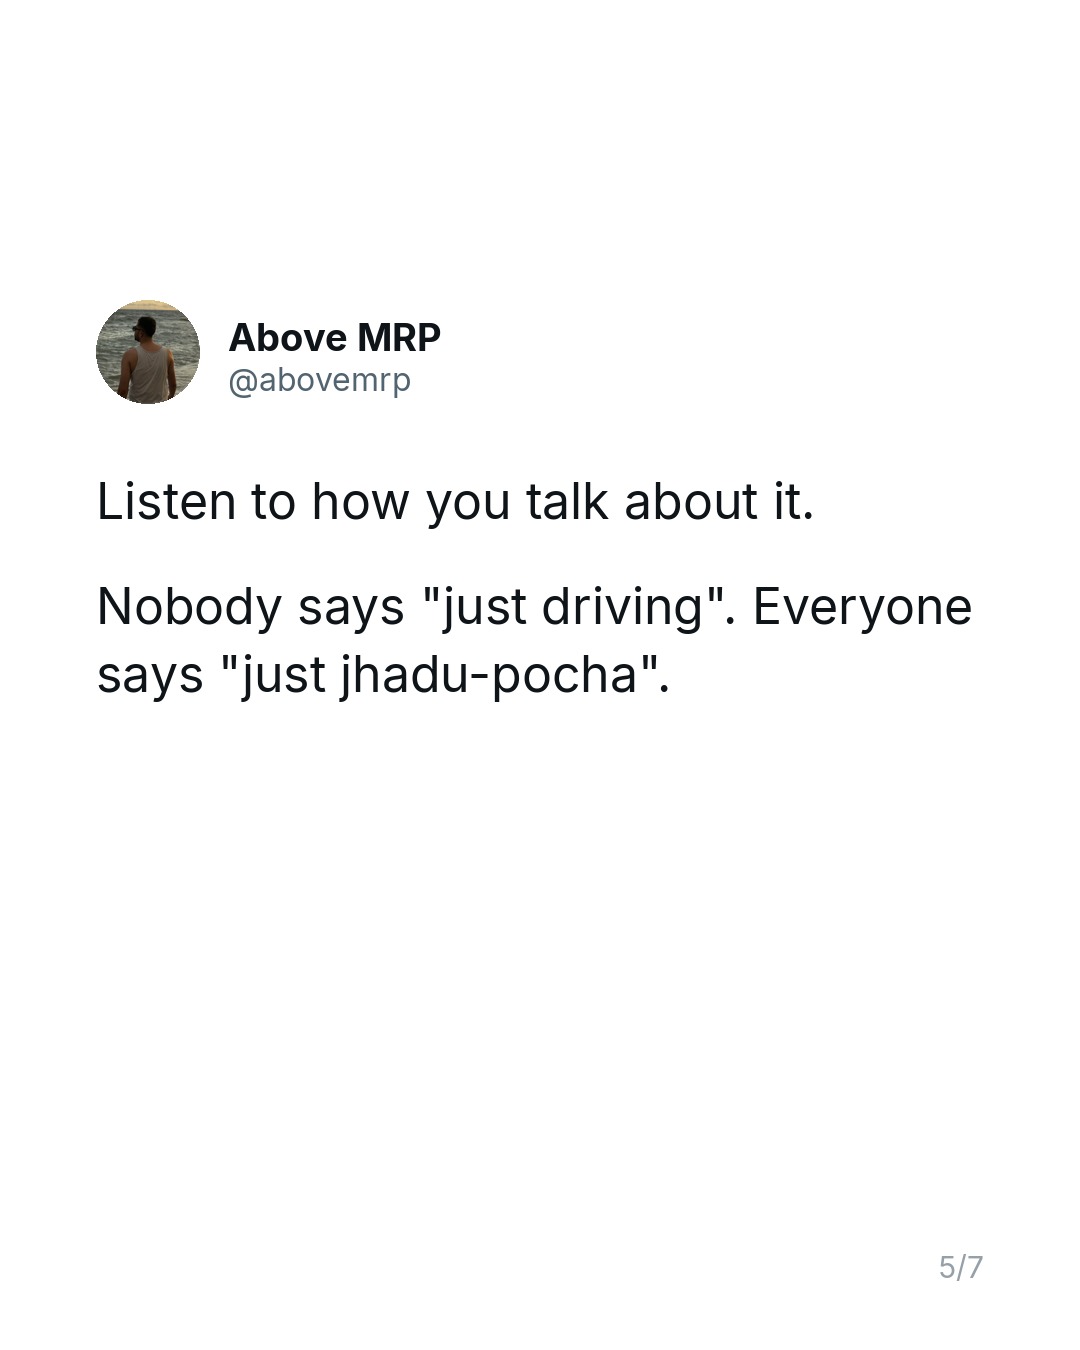 Above MRP
@abovemrp
Listen to how you talk about it.
Nobody says "just driving". Everyone
says "just jhadu-pocha".
5/7